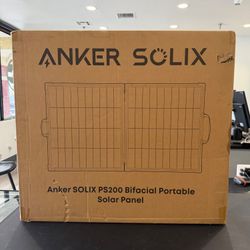 ANKER SOLIX
Anker SOLIX PS200 Bifacial Portable
Solar Panel